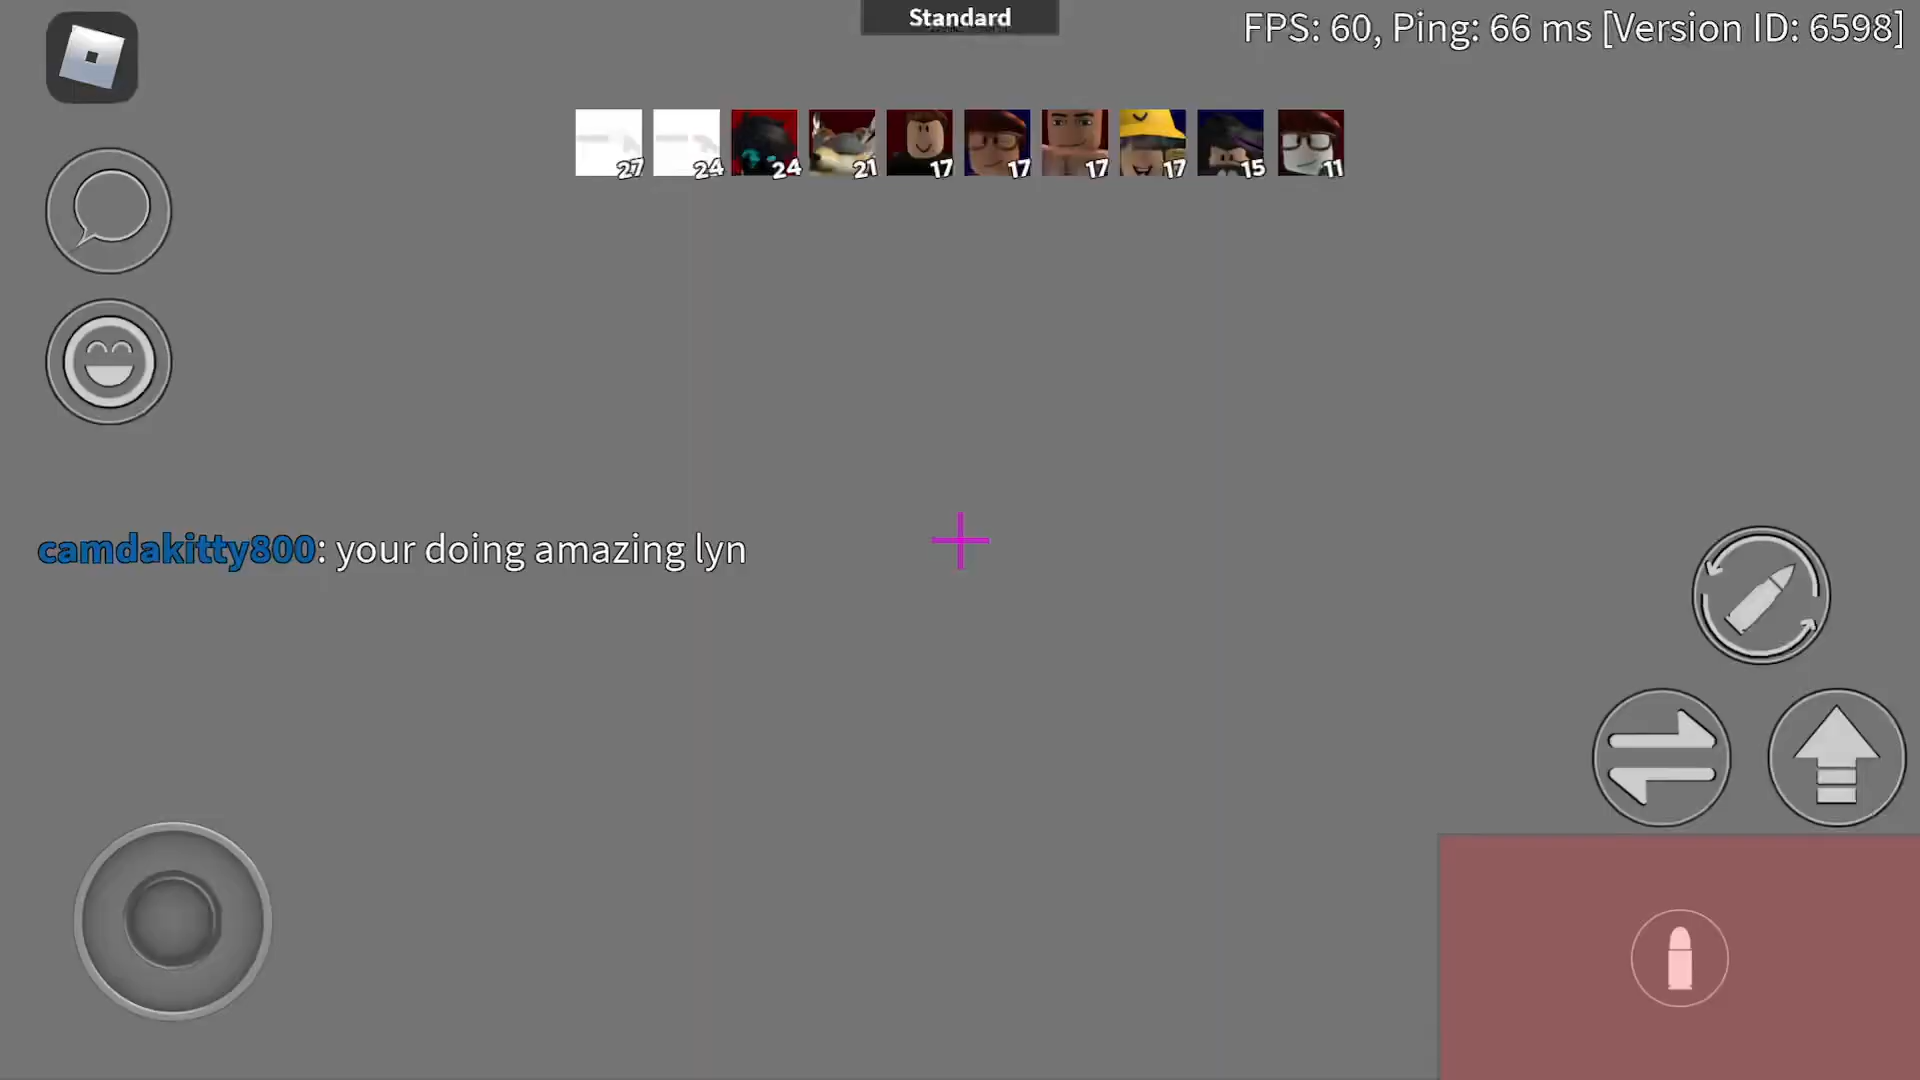 Standard
FPS: 60, Ping: 66 ms [Version ID: 6598]
27 24 24 21 17 17 17 17 15 11
camdakitty800: your doing amazing lyn